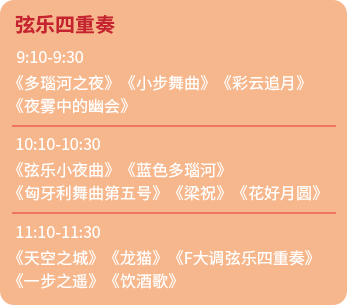 弦乐四重奏
9:10-9:30
《多瑙河之夜》《小步舞曲》《彩云追月》
《夜雾中的幽会》
10:10-10:30
《弦乐小夜曲》《蓝色多瑙河》
《匈牙利舞曲第五号》《梁祝》《花好月圆》
11:10-11:30
《天空之城》《龙猫》《F大调弦乐四重奏》
《一步之遥》《饮酒歌》